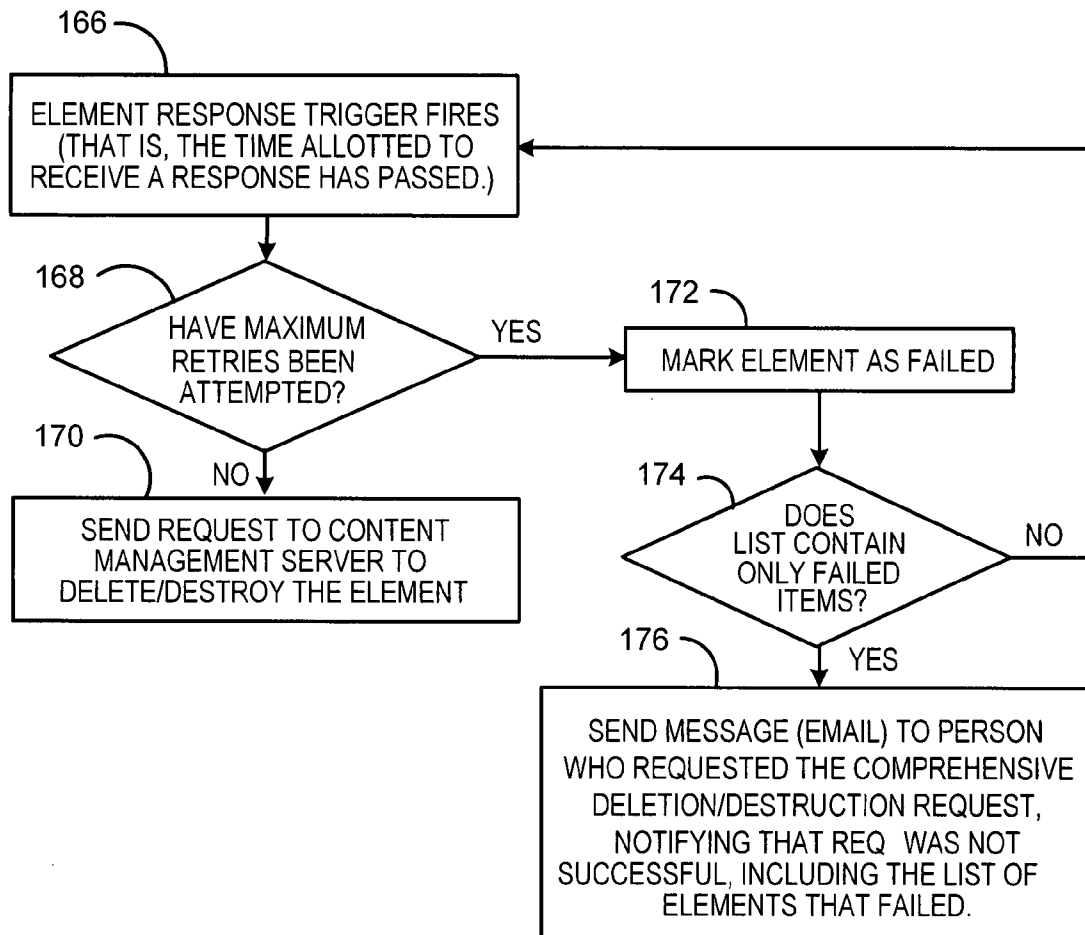 166
ELEMENT RESPONSE TRIGGER FIRES
(THAT IS, THE TIME ALLOTTED TO
RECEIVE A RESPONSE HAS PASSED.)
168
HAVE MAXIMUM
RETRIES BEEN
ATTEMPTED?
YES
172
MARK ELEMENT AS FAILED
170
NO
SEND REQUEST TO CONTENT
MANAGEMENT SERVER TO
DELETE/DESTROY THE ELEMENT
174
DOES
LIST CONTAIN
ONLY FAILED
ITEMS?
NO
176
YES
SEND MESSAGE (EMAIL) TO PERSON
WHO REQUESTED THE COMPREHENSIVE
DELETION/DESTRUCTION REQUEST,
NOTIFYING THAT REQ WAS NOT
SUCCESSFUL, INCLUDING THE LIST OF
ELEMENTS THAT FAILED.